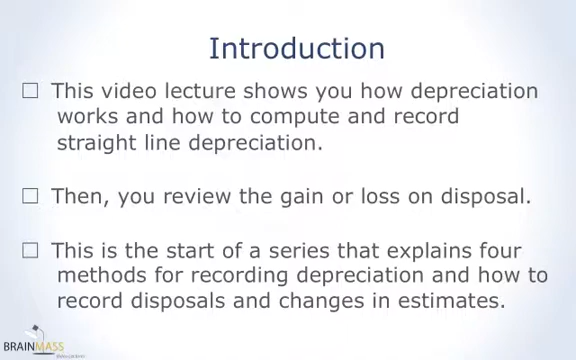 Introduction
This video lecture shows you how depreciation
works and how to compute and record
straight line depreciation.
Then, you review the gain or loss on disposal.
This is the start of a series that explains four
methods for recording depreciation and how to
record disposals and changes in estimates.
BRAINMASS